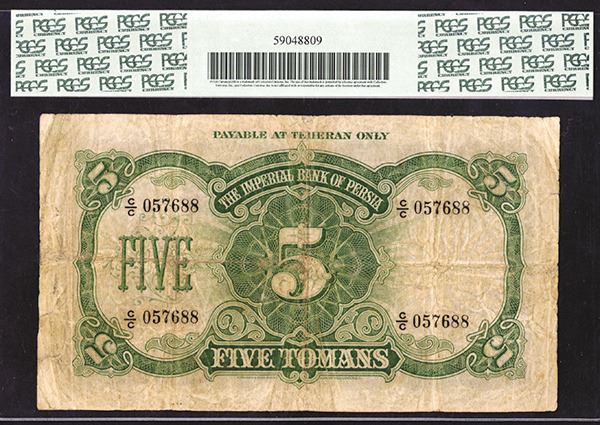 PCGS CURRENCY
59048809
PAYABLE AT TEHERAN ONLY
5 5
THE IMPERIAL BANK OF PERSIA
C/C 057688 C/C 057688
FIVE 5
C/C 057688 C/C 057688
5 5
FIVE TOMANS